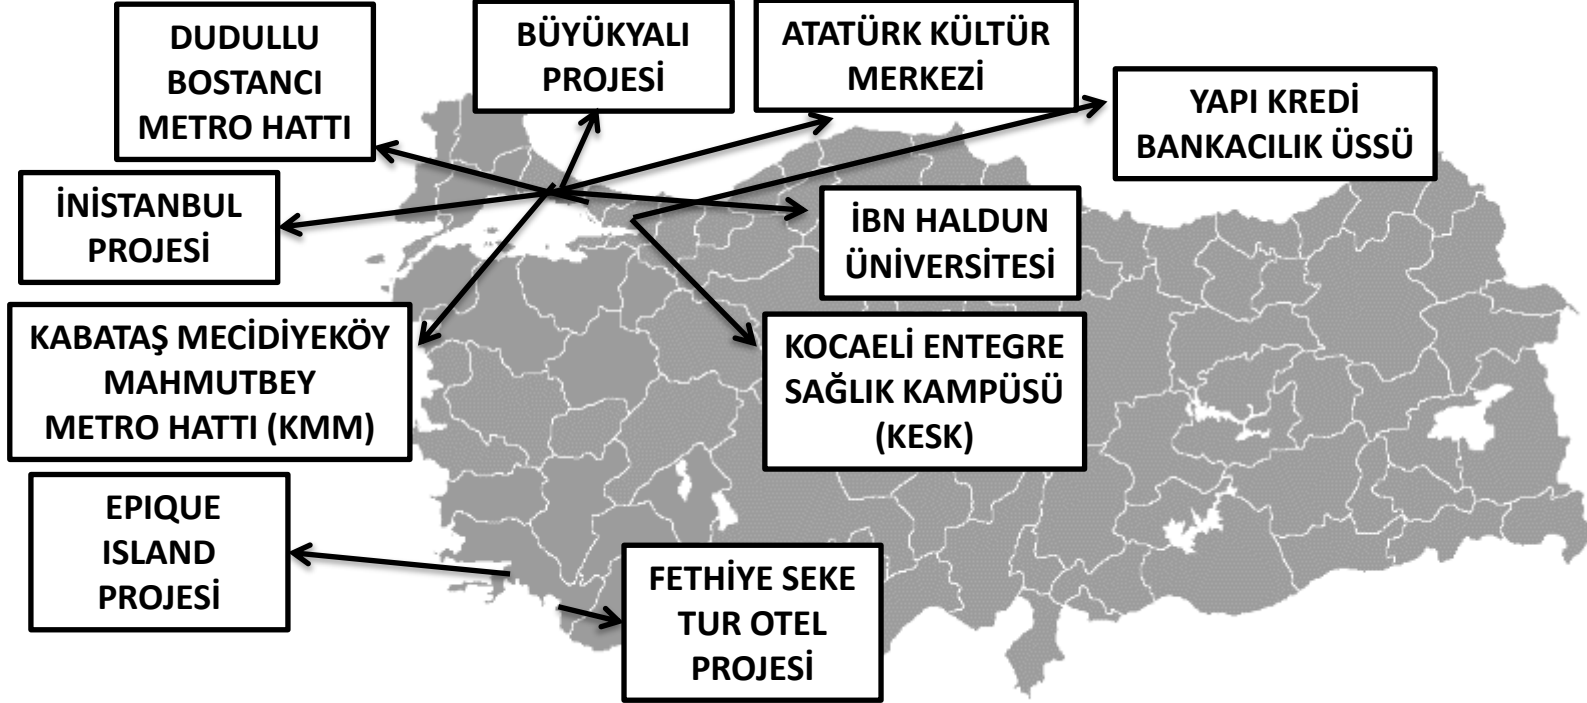 DUDULLU
BOSTANCI
METRO HATTI
BÜYÜKYALI
PROJESİ
ATATÜRK KÜLTÜR
MERKEZİ
YAPI KREDİ
BANKACILIK ÜSSÜ
İNİSTANBUL
PROJESİ
İBN HALDUN
ÜNİVERSİTESİ
KABATAŞ MECİDİYEKÖY
MAHMUTBEY
METRO HATTI (KMM)
KOCAELİ ENTEGRE
SAĞLIK KAMPÜSÜ
(KESK)
EPIQUE
ISLAND
PROJESİ
FETHİYE SEKE
TUR OTEL
PROJESİ